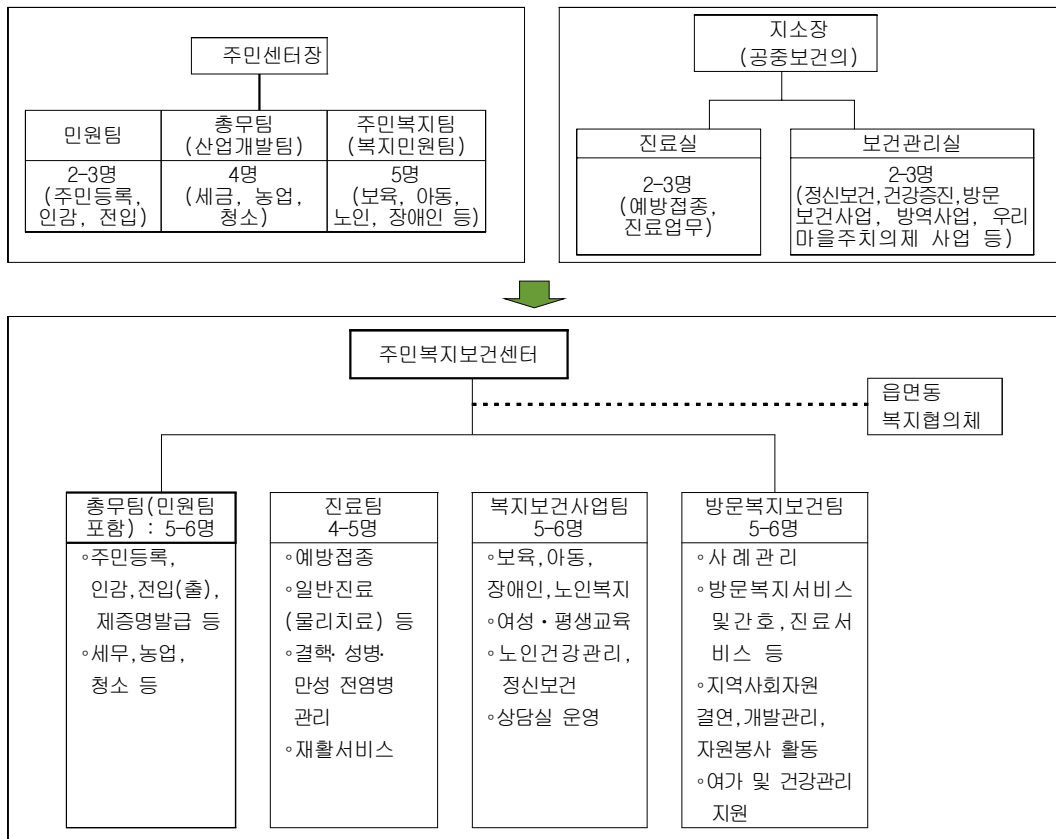 주민센터장
민원팀
총무팀
(산업개발팀)
주민복지팀
(복지민원팀)
2-3명
(주민등록,
인감, 전입)
4명
(세금, 농업,
청소)
5명
(보육, 아동,
노인, 장애인 등)
지소장
(공중보건의)
진료실
2-3명
(예방접종,
진료업무)
보건관리실
2-3명
(정신보건,건강증진,방문
보건사업, 방역사업, 우리
마을주치의제 사업 등)
주민복지보건센터
읍면동
복지협의체
총무팀(민원팀
포함) : 5-6명
◦주민등록,
인감,전입(출),
제증명발급 등
◦세무,농업,
청소 등
진료팀
4-5명
◦예방접종
◦일반진료
(물리치료) 등
◦결핵· 성병·
만성 전염병
관리
◦재활서비스
복지보건사업팀
5-6명
◦보육,아동,
장애인,노인복지
◦여성·평생교육
◦노인건강관리,
정신보건
◦상담실 운영
방문복지보건팀
5-6명
◦사례관리
◦방문복지서비스
및간호,진료서
비스 등
◦지역사회자원
결연,개발관리,
자원봉사 활동
◦여가 및 건강관리
지원